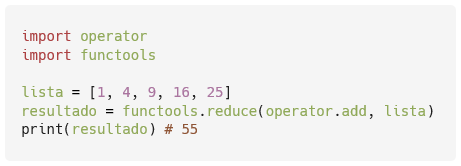 import operator
import functools

lista = [1, 4, 9, 16, 25]
resultado = functools.reduce(operator.add, lista)
print(resultado) # 55